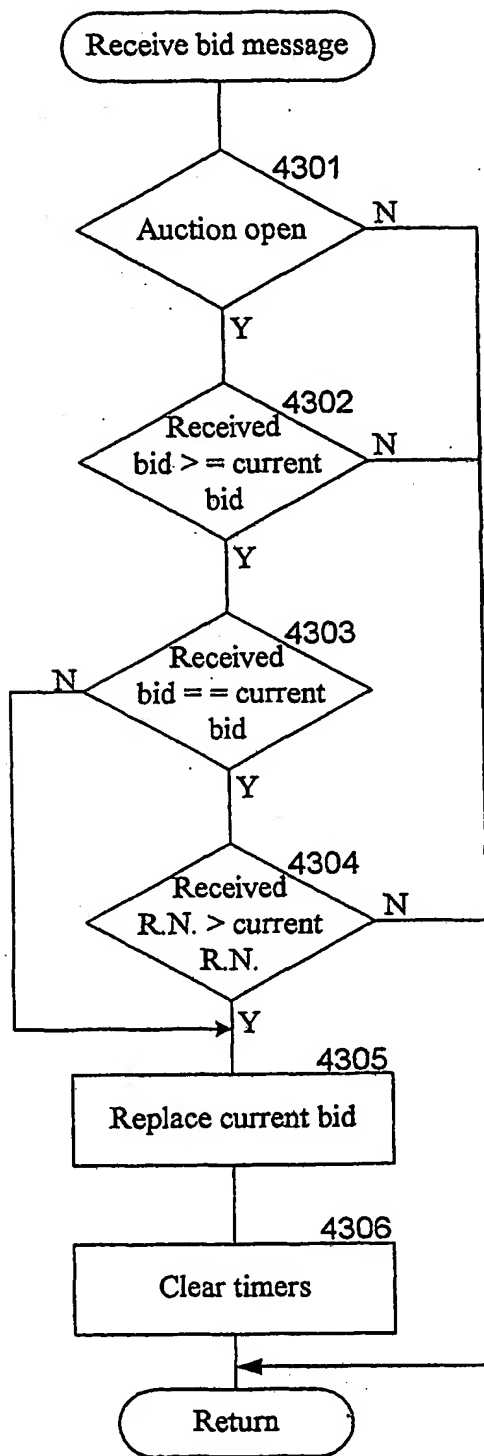 Receive bid message
4301
Auction open
N
Y
4302
Received
bid > = current
bid
N
Y
4303
Received
bid = = current
bid
N
Y
4304
Received
R.N. > current
R.N.
N
Y
4305
Replace current bid
4306
Clear timers
Return